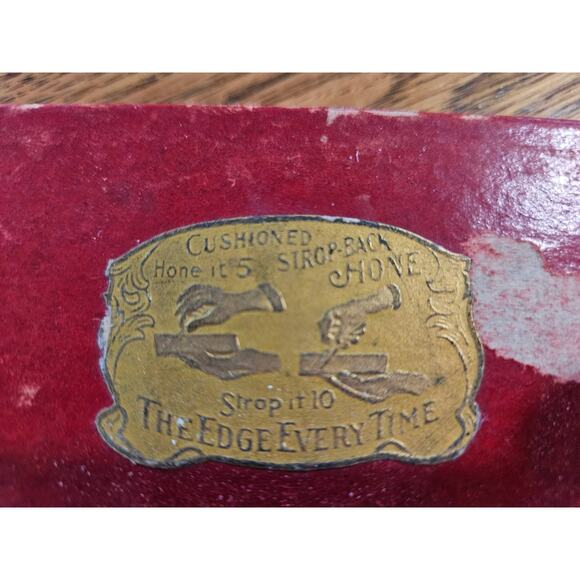 CUSHIONED
STROP-BACK
Hone it 5
HONE
Strop it 10
THE EDGE EVERY TIME